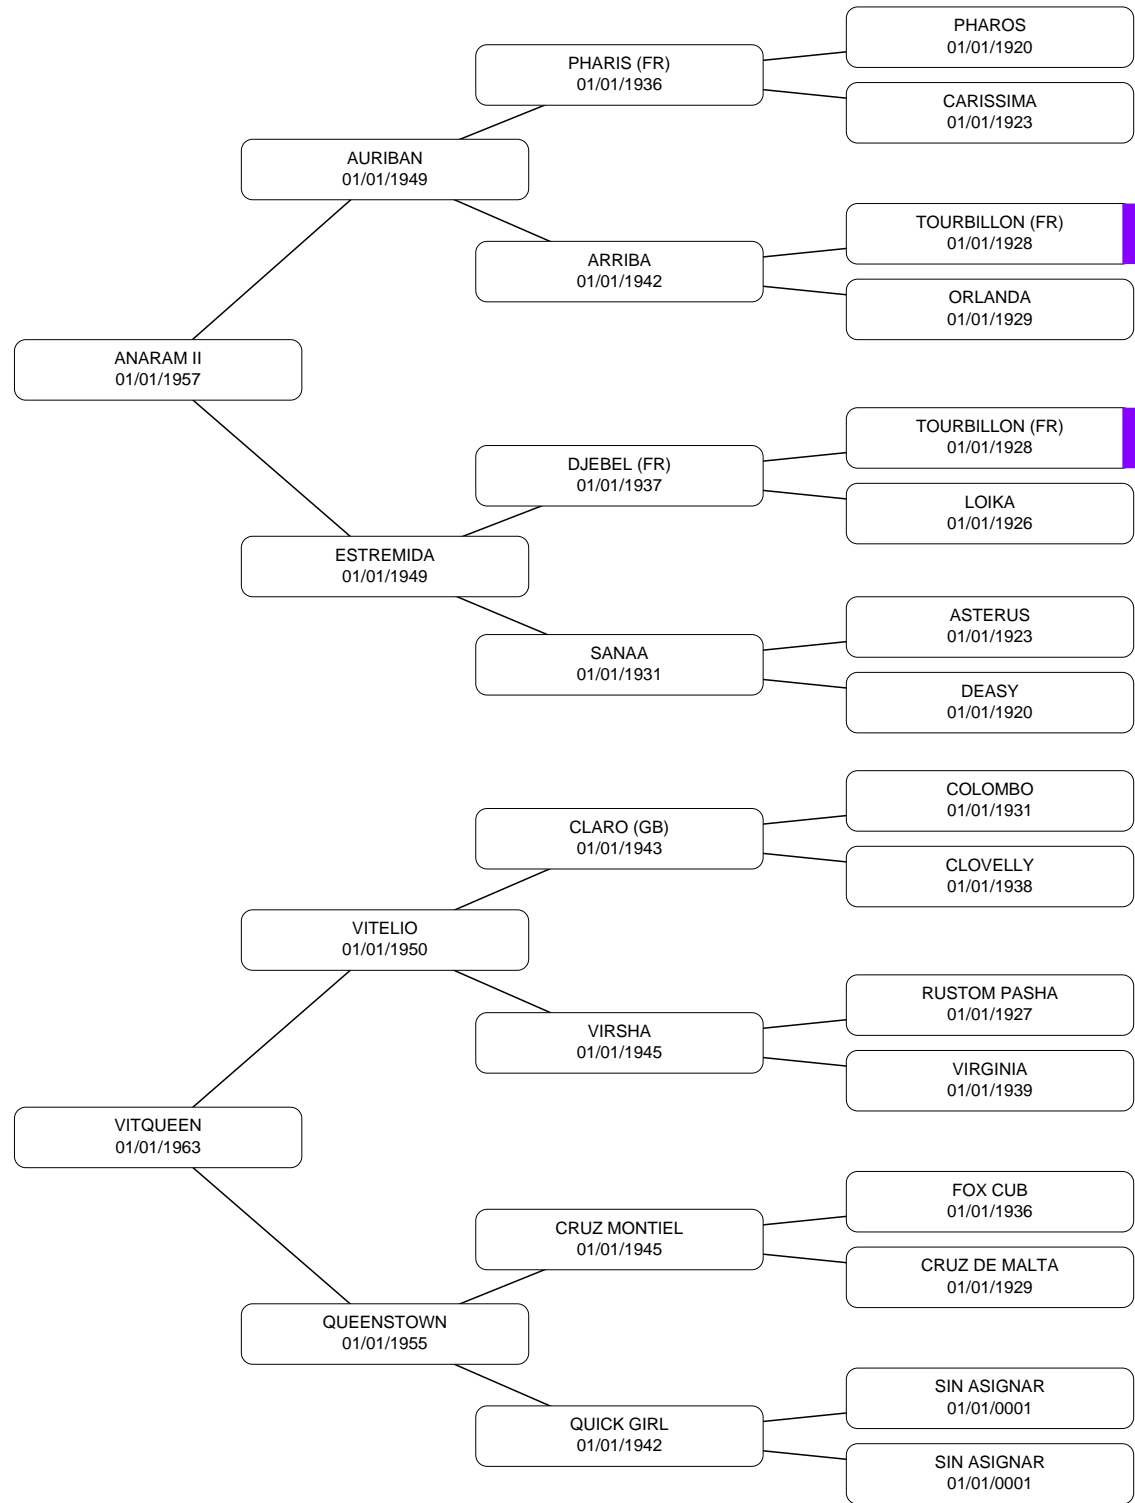 PHAROS
01/01/1920
PHARIS (FR)
01/01/1936
CARISSIMA
01/01/1923
AURIBAN
01/01/1949
TOURBILLON (FR)
01/01/1928
ARRIBA
01/01/1942
ORLANDA
01/01/1929
ANARAM II
01/01/1957
TOURBILLON (FR)
01/01/1928
DJEBEL (FR)
01/01/1937
LOIKA
01/01/1926
ESTREMIDA
01/01/1949
ASTERUS
01/01/1923
SANAA
01/01/1931
DEASY
01/01/1920
COLOMBO
01/01/1931
CLARO (GB)
01/01/1943
CLOVELLY
01/01/1938
VITELIO
01/01/1950
RUSTOM PASHA
01/01/1927
VIRSHA
01/01/1945
VIRGINIA
01/01/1939
VITQUEEN
01/01/1963
FOX CUB
01/01/1936
CRUZ MONTIEL
01/01/1945
CRUZ DE MALTA
01/01/1929
QUEENSTOWN
01/01/1955
SIN ASIGNAR
01/01/0001
QUICK GIRL
01/01/1942
SIN ASIGNAR
01/01/0001